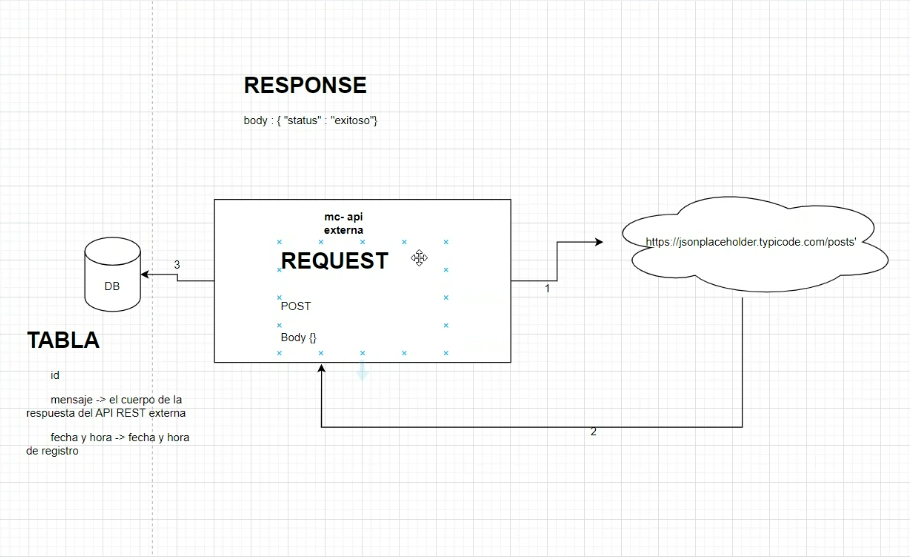 RESPONSE
body : { "status" : "exitoso"}
mc- api
externa
REQUEST
POST
Body {}
https://jsonplaceholder.typicode.com/posts'
1
2
3
DB
TABLA
id
mensaje -> el cuerpo de la
respuesta del API REST externa
fecha y hora -> fecha y hora
de registro